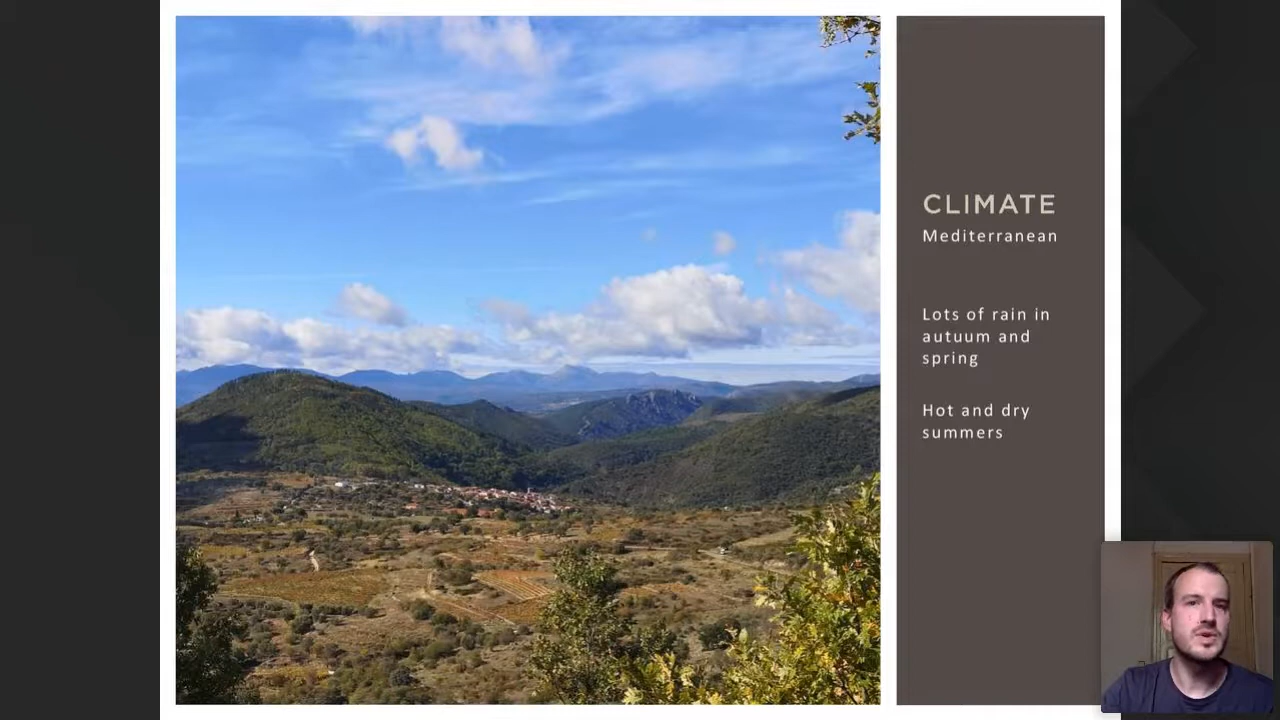 CLIMATE
Mediterranean
Lots of rain in
autuum and
spring
Hot and dry
summers